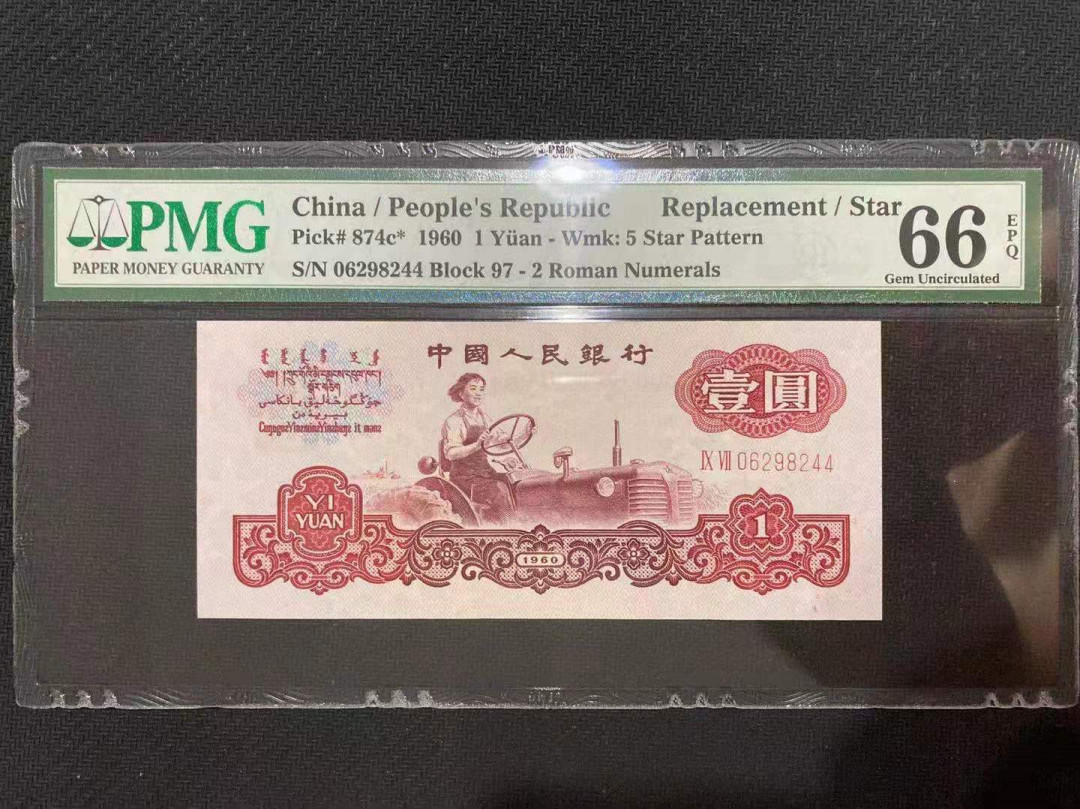 PMG
PAPER MONEY GUARANTY
China / People's Republic Replacement / Star
Pick# 874c* 1960 1 Yüan - Wmk: 5 Star Pattern
S/N 06298244 Block 97 - 2 Roman Numerals
66 EPQ
Gem Uncirculated
中國人民銀行
壹圓
IX VII 06298244
YI
YUAN
1
1960